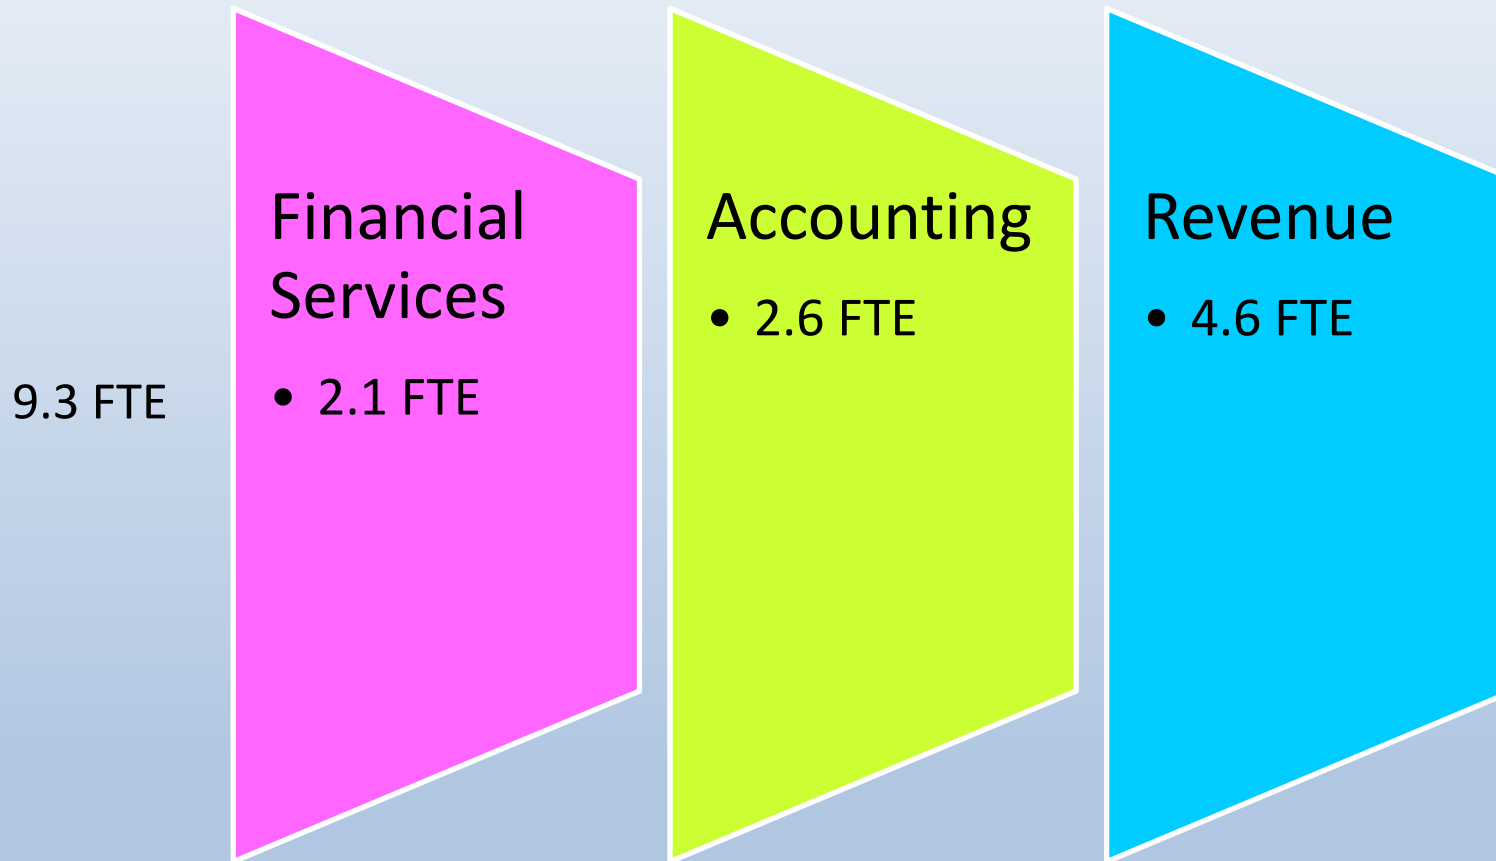 9.3 FTE
Financial
Services
• 2.1 FTE
Accounting
• 2.6 FTE
Revenue
• 4.6 FTE